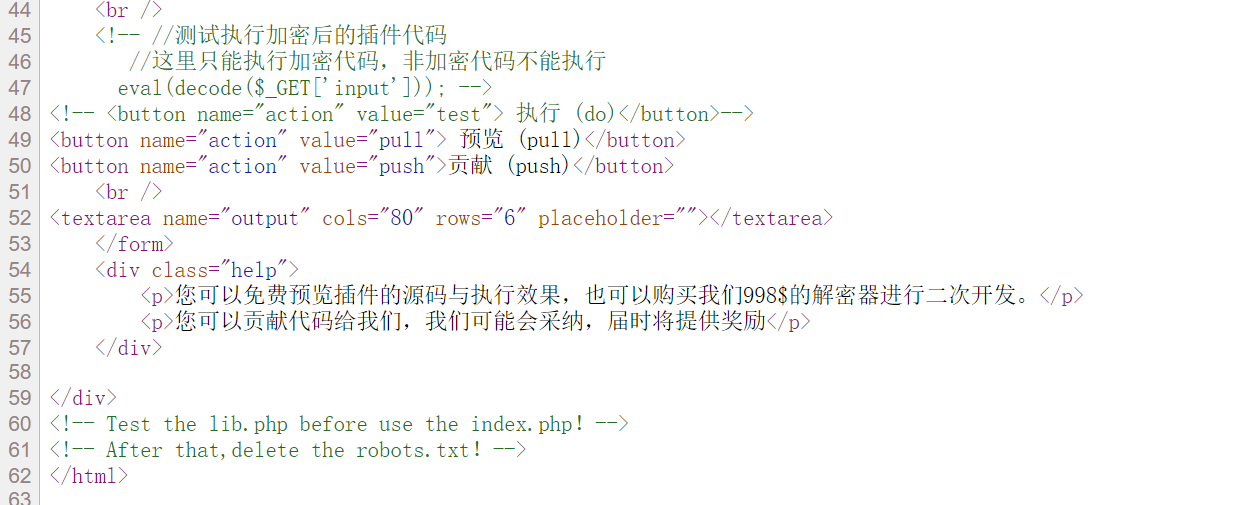 44     <br />
45     <!-- //测试执行加密后的插件代码
46        //这里只能执行加密代码，非加密代码不能执行
47       eval(decode($_GET['input'])); -->
48 <!-- <button name="action" value="test"> 执行 (do)</button>-->
49 <button name="action" value="pull"> 预览 (pull)</button>
50 <button name="action" value="push">贡献 (push)</button>
51     <br />
52 <textarea name="output" cols="80" rows="6" placeholder=""></textarea>
53     </form>
54     <div class="help">
55         <p>您可以免费预览插件的源码与执行效果，也可以购买我们998$的解密器进行二次开发。</p>
56         <p>您可以贡献代码给我们，我们可能会采纳，届时将提供奖励</p>
57     </div>
58
59 </div>
60 <!-- Test the lib.php before use the index.php! -->
61 <!-- After that,delete the robots.txt! -->
62 </html>
63